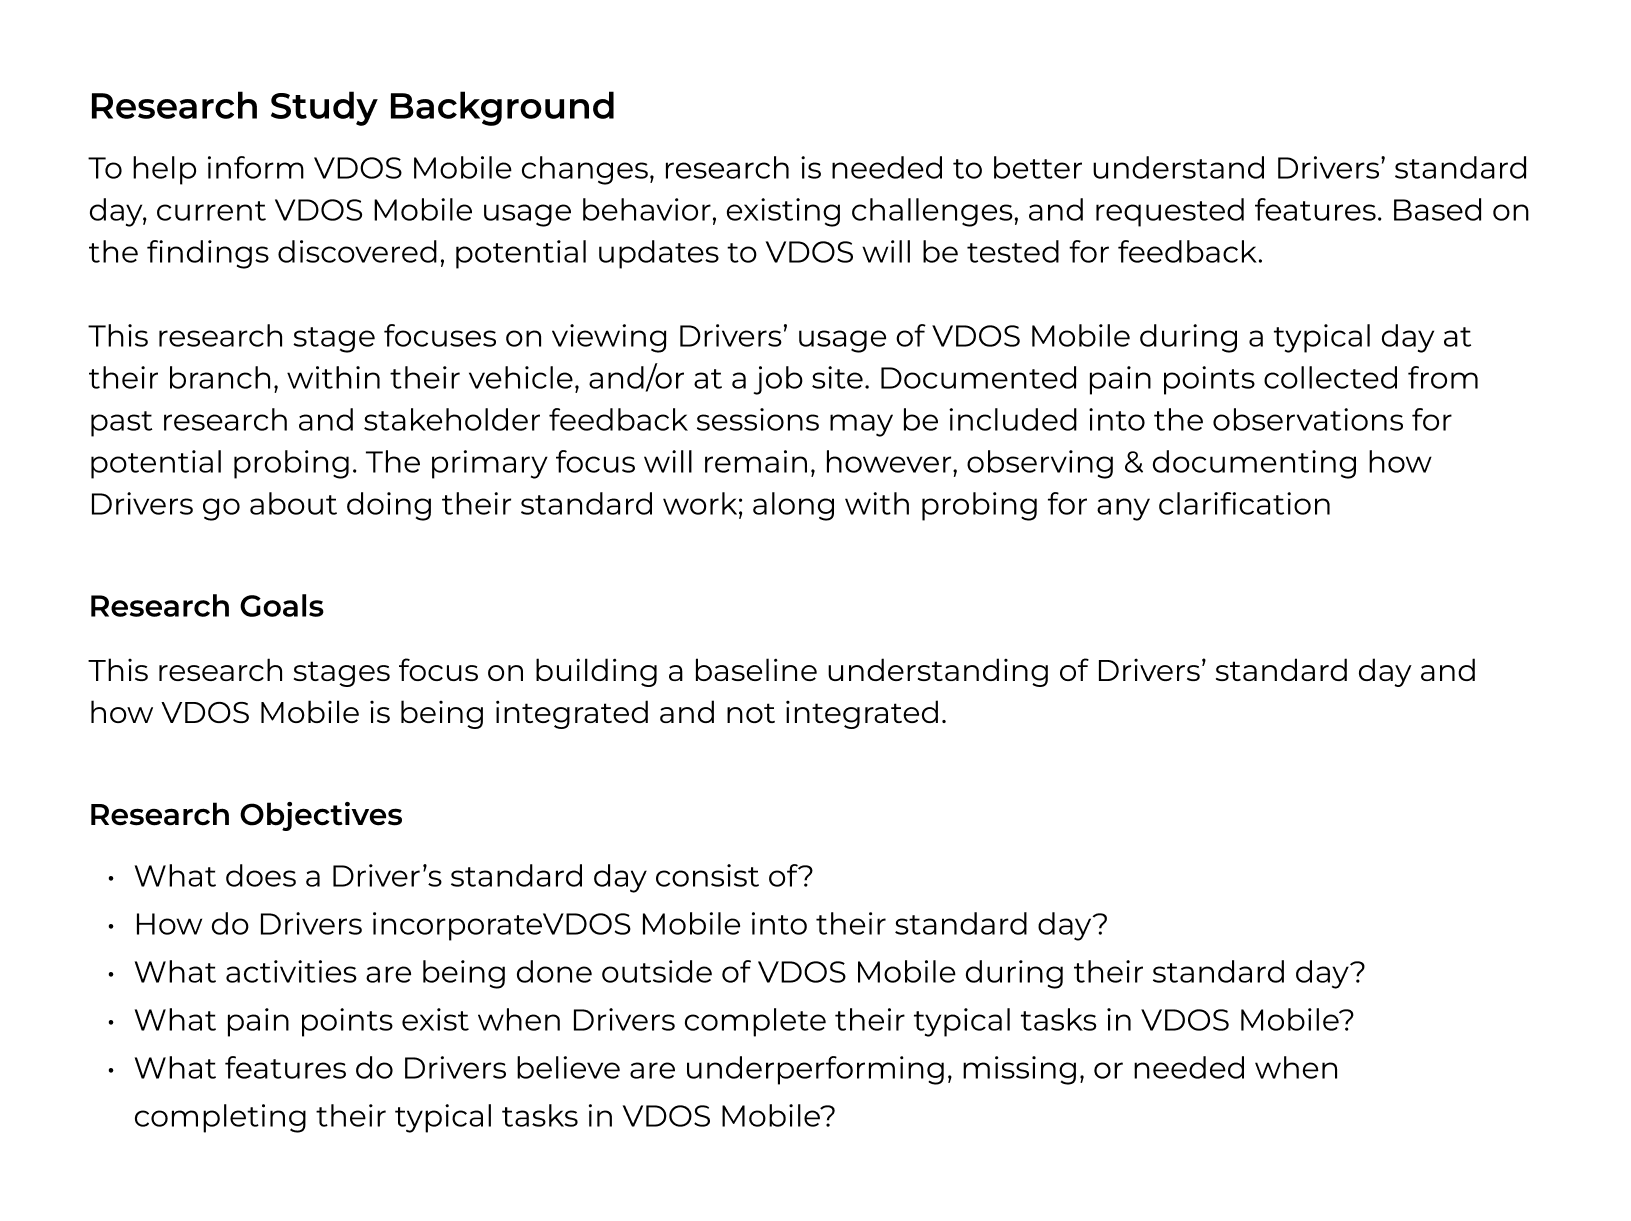 Research Study Background
To help inform VDOS Mobile changes, research is needed to better understand Drivers’ standard
day, current VDOS Mobile usage behavior, existing challenges, and requested features. Based on
the findings discovered, potential updates to VDOS will be tested for feedback.
This research stage focuses on viewing Drivers’ usage of VDOS Mobile during a typical day at
their branch, within their vehicle, and/or at a job site. Documented pain points collected from
past research and stakeholder feedback sessions may be included into the observations for
potential probing. The primary focus will remain, however, observing & documenting how
Drivers go about doing their standard work; along with probing for any clarification
Research Goals
This research stages focus on building a baseline understanding of Drivers’ standard day and
how VDOS Mobile is being integrated and not integrated.
Research Objectives
• What does a Driver’s standard day consist of?
• How do Drivers incorporateVDOS Mobile into their standard day?
• What activities are being done outside of VDOS Mobile during their standard day?
• What pain points exist when Drivers complete their typical tasks in VDOS Mobile?
• What features do Drivers believe are underperforming, missing, or needed when
completing their typical tasks in VDOS Mobile?